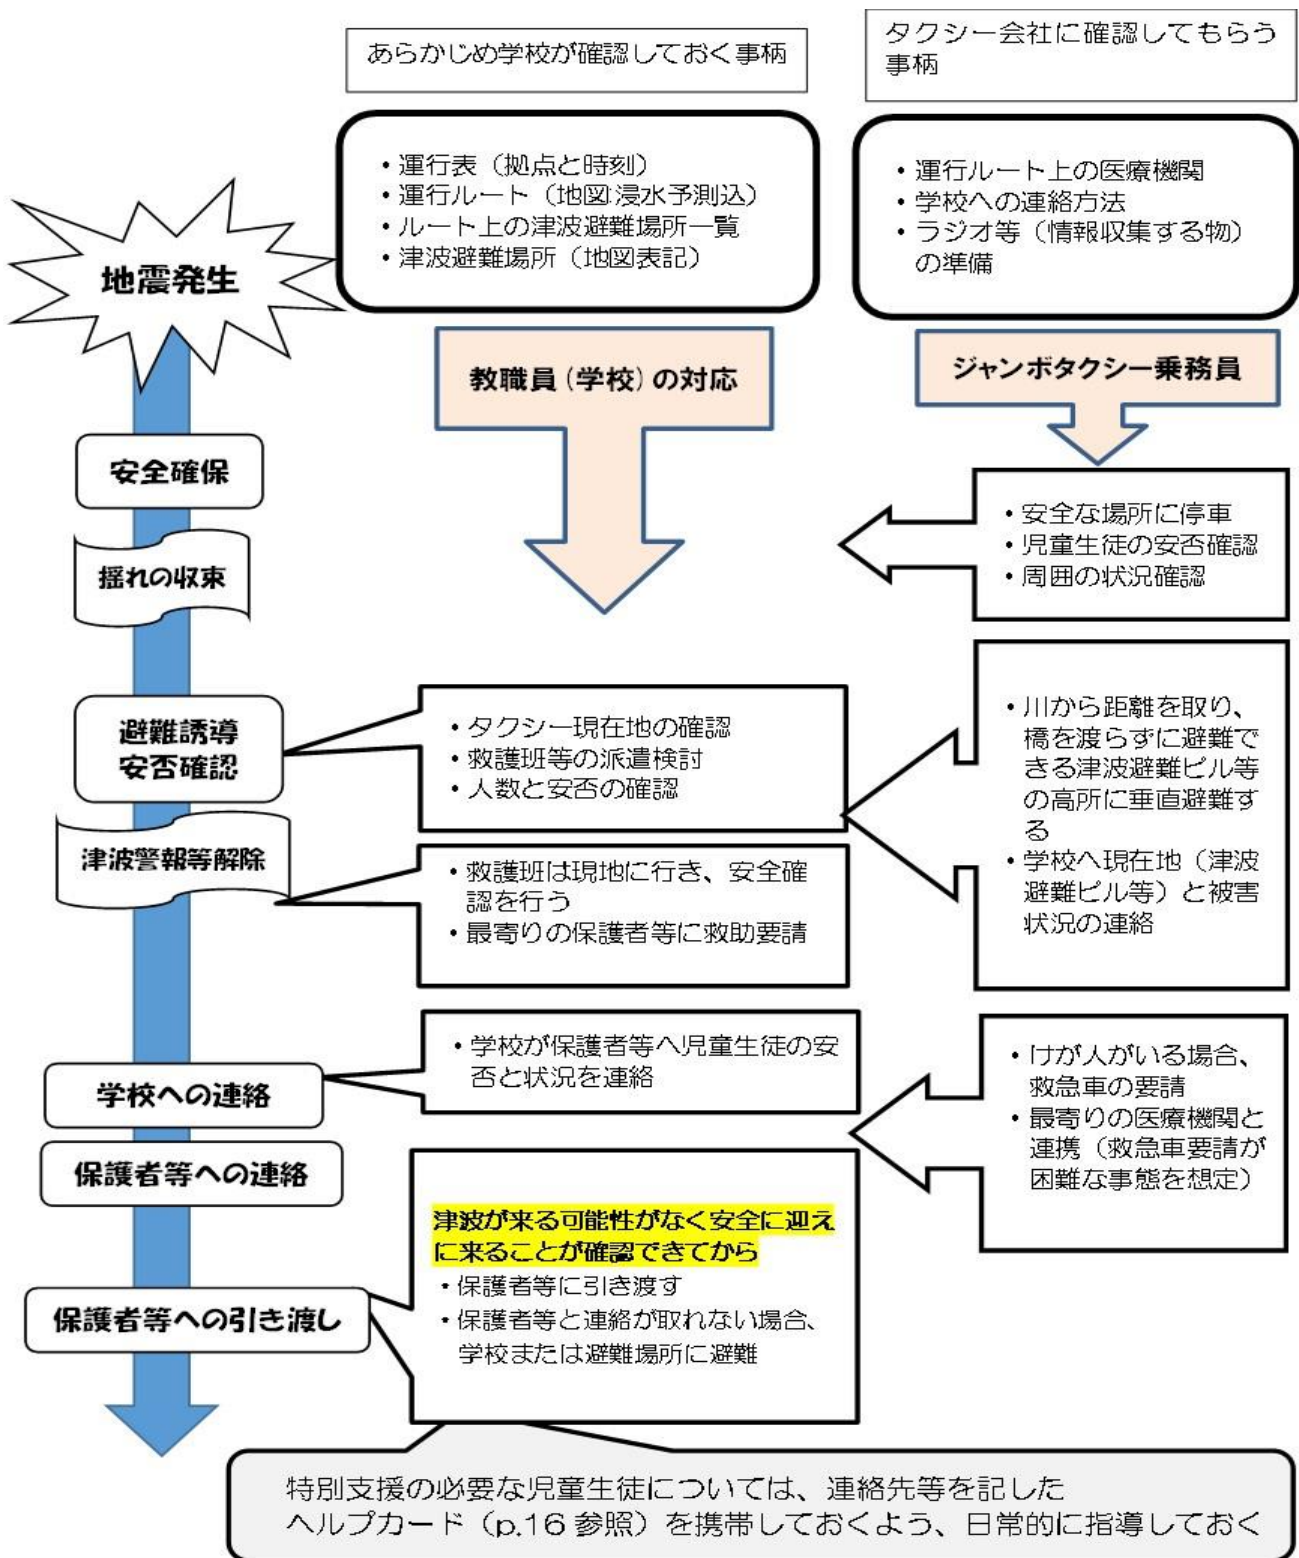 あらかじめ学校が確認しておく事柄
タクシー会社に確認してもらう
事柄
・運行表（拠点と時刻）
・運行ルート（地図:浸水予測込）
・ルート上の津波避難場所一覧
・津波避難場所（地図表記）
・運行ルート上の医療機関
・学校への連絡方法
・ラジオ等（情報収集する物）
の準備
地震発生
教職員（学校）の対応
ジャンボタクシー乗務員
安全確保
・安全な場所に停車
・児童生徒の安否確認
・周囲の状況確認
揺れの収束
避難誘導
安否確認
・タクシー現在地の確認
・救護班等の派遣検討
・人数と安否の確認
・川から距離を取り、
橋を渡らずに避難で
きる津波避難ビル等
の高所に垂直避難す
る
・学校へ現在地（津波
避難ビル等）と被害
状況の連絡
津波警報等解除
・救護班は現地に行き、安全確
認を行う
・最寄りの保護者等に救助要請
学校への連絡
・学校が保護者等へ児童生徒の安
否と状況を連絡
・けが人がいる場合、
救急車の要請
・最寄りの医療機関と
連携（救急車要請が
困難な事態を想定）
保護者等への連絡
保護者等への引き渡し
津波が来る可能性がなく安全に迎え
に来ることが確認できてから
・保護者等に引き渡す
・保護者等と連絡が取れない場合、
学校または避難場所に避難
特別支援の必要な児童生徒については、連絡先等を記した
ヘルプカード（p.16 参照）を携帯しておくよう、日常的に指導しておく